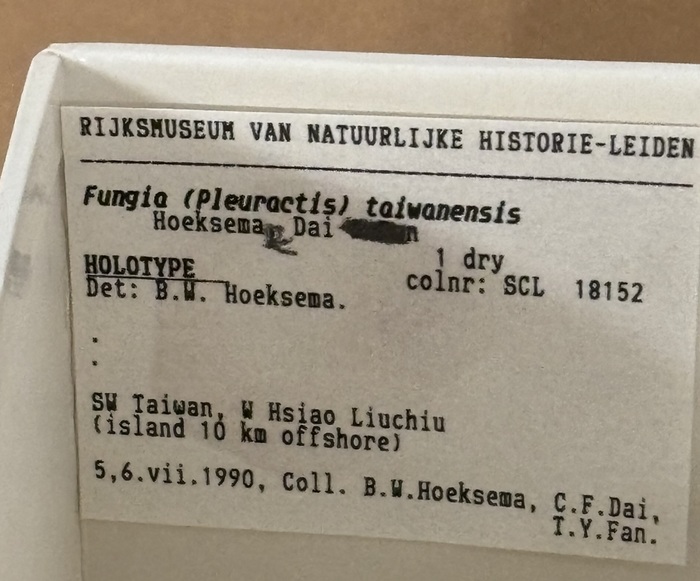 RIJKSMUSEUM VAN NATUURLIJKE HISTORIE-LEIDEN
Fungia (Pleuractis) taiwanensis
Hoeksema & Dai
1 dry
HOLOTYPE
colnr: SCL 18152
Det: B.W. Hoeksema.
.
.
SW Taiwan, W Hsiao Liuchiu
(island 10 km offshore)
5,6.vii.1990, Coll. B.W.Hoeksema, C.F.Dai,
T.Y.Fan.